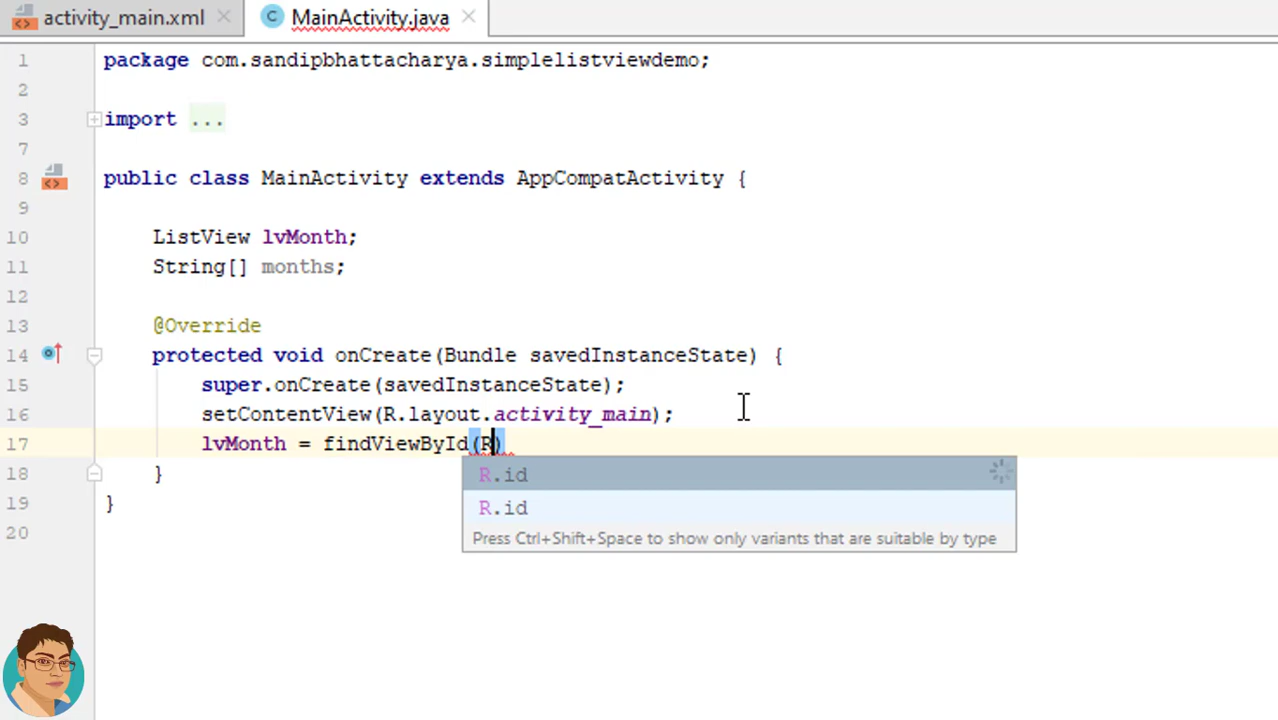 activity_main.xml MainActivity.java
1 package com.sandipbhattacharya.simplelistviewdemo;
2
3 import ...
7
8 public class MainActivity extends AppCompatActivity {
9
10 ListView lvMonth;
11 String[] months;
12
13 @Override
14 protected void onCreate(Bundle savedInstanceState) {
15 super.onCreate(savedInstanceState);
16 setContentView(R.layout.activity_main);
17 lvMonth = findViewById(R)
18 }
R.id
19 }
R.id
20
Press Ctrl+Shift+Space to show only variants that are suitable by type